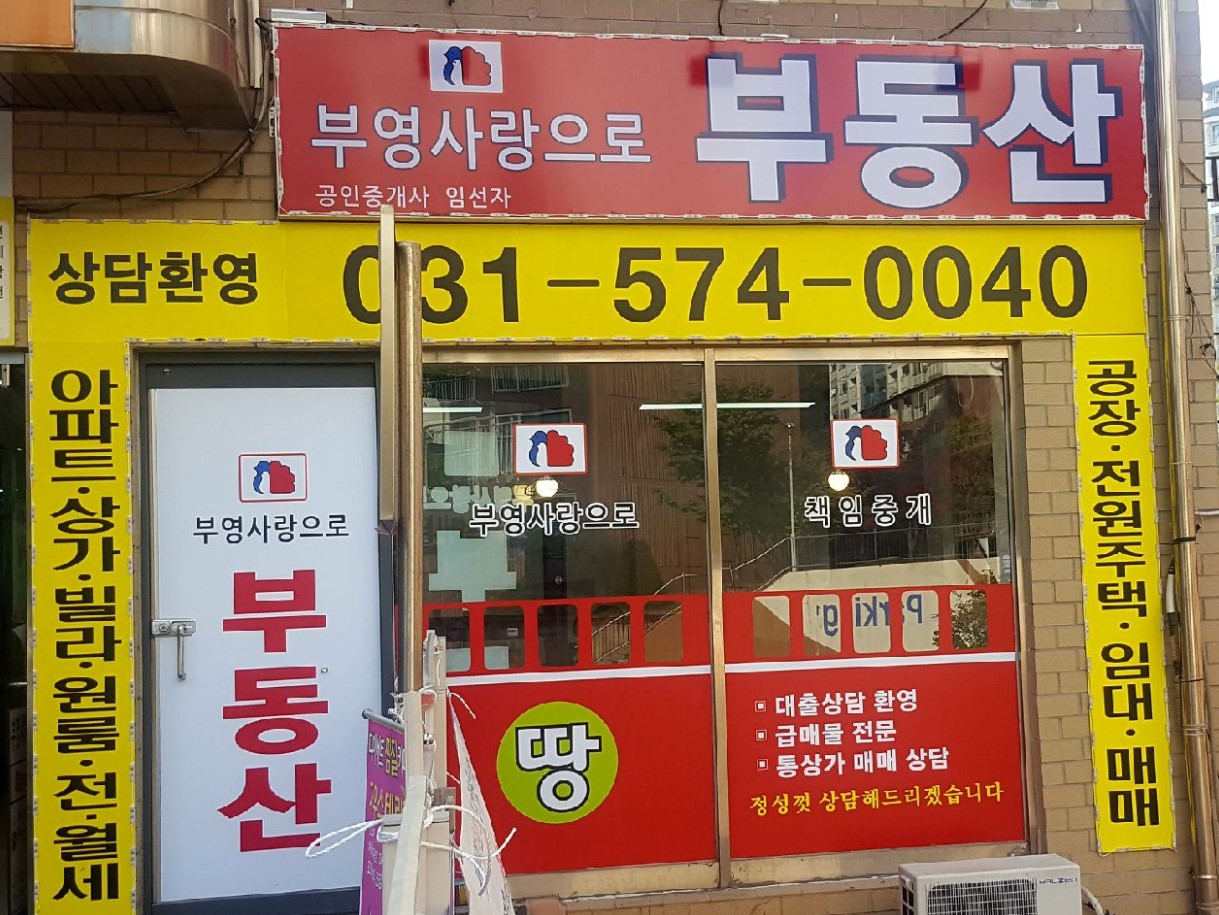 부영사랑으로 부동산
공인중개사 임선자
상담환영 031-574-0040
아파트·상가·빌라·원룸·전·월세
부영사랑으로
부동산
부영사랑으로
책임중개
Parki g
땅
대출상담 환영
급매물 전문
통상가 매매 상담
정성껏 상담해드리겠습니다
공장·전원주택·임대·매매